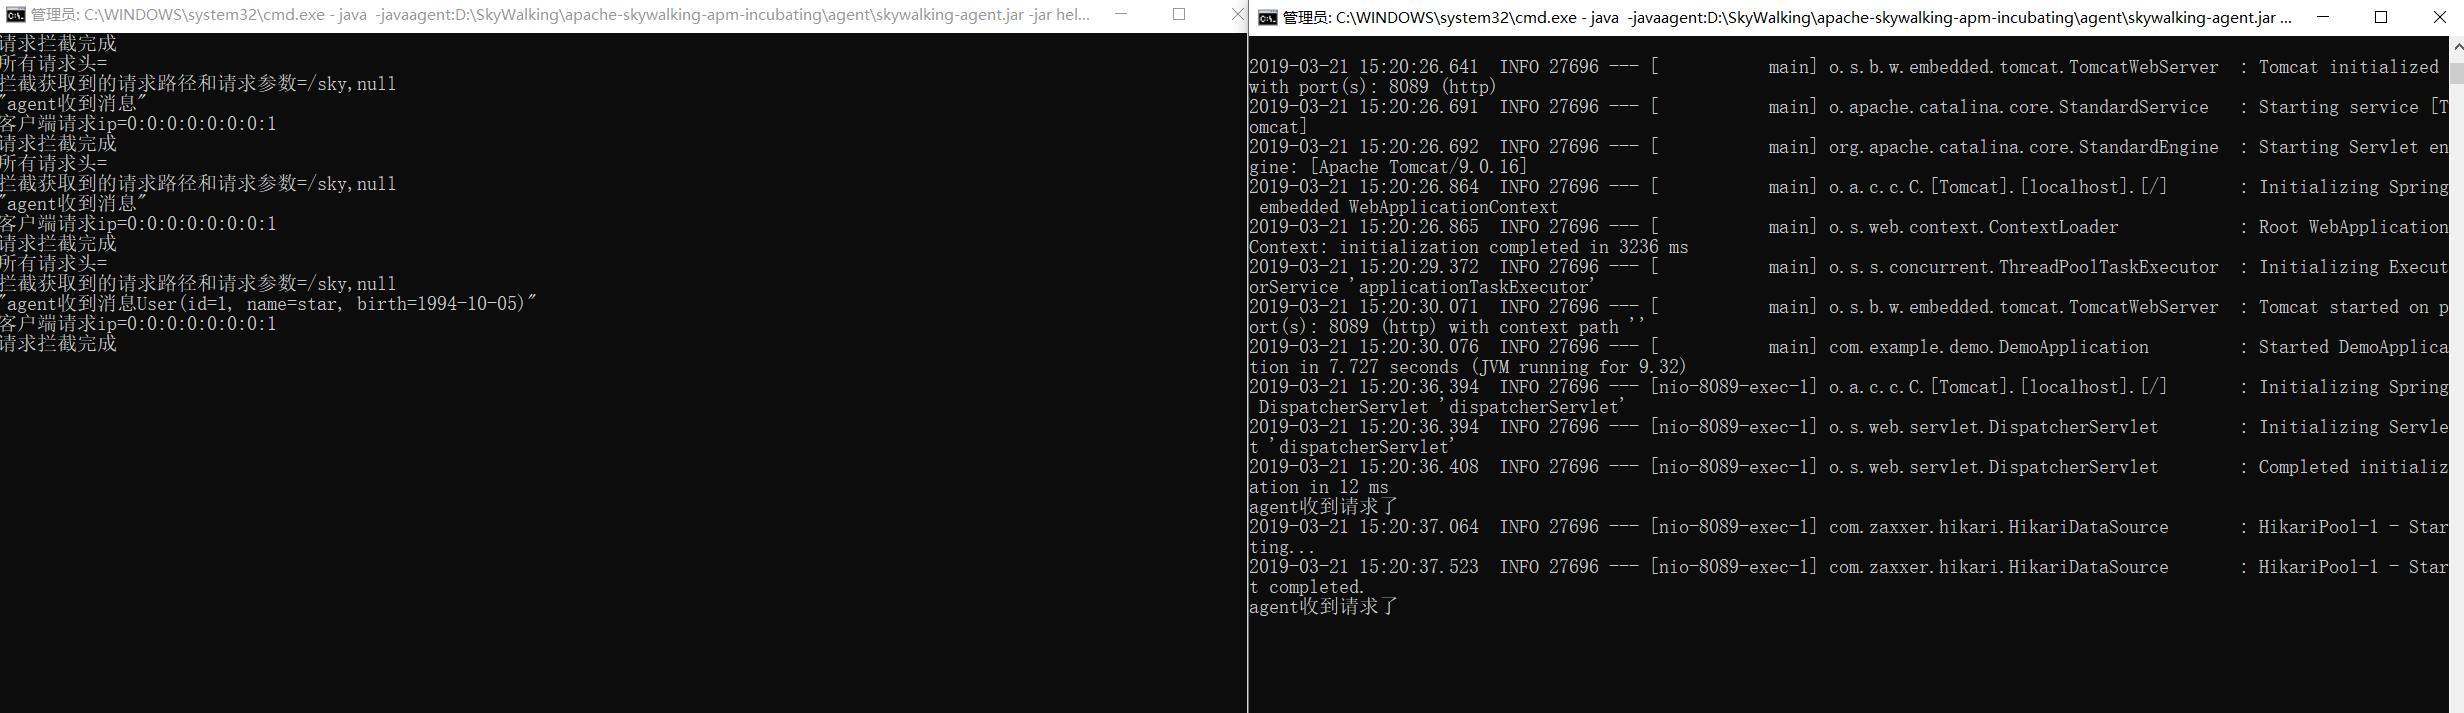 管理员: C:\WINDOWS\system32\cmd.exe - java  -javaagent:D:\SkyWalking\apache-skywalking-apm-incubating\agent\skywalking-agent.jar -jar hel...
请求拦截完成
所有请求头=
拦截获取到的请求路径和请求参数=/sky,null
"agent收到消息"
客户端请求ip=0:0:0:0:0:0:0:1
请求拦截完成
所有请求头=
拦截获取到的请求路径和请求参数=/sky,null
"agent收到消息"
客户端请求ip=0:0:0:0:0:0:0:1
请求拦截完成
所有请求头=
拦截获取到的请求路径和请求参数=/sky,null
"agent收到消息User(id=1, name=star, birth=1994-10-05)"
客户端请求ip=0:0:0:0:0:0:0:1
请求拦截完成
管理员: C:\WINDOWS\system32\cmd.exe - java  -javaagent:D:\SkyWalking\apache-skywalking-apm-incubating\agent\skywalking-agent.jar ...
2019-03-21 15:20:26.641  INFO 27696 --- [           main] o.s.b.w.embedded.tomcat.TomcatWebServer  : Tomcat initialized
with port(s): 8089 (http)
2019-03-21 15:20:26.691  INFO 27696 --- [           main] o.apache.catalina.core.StandardService   : Starting service [T
omcat]
2019-03-21 15:20:26.692  INFO 27696 --- [           main] org.apache.catalina.core.StandardEngine  : Starting Servlet en
gine: [Apache Tomcat/9.0.16]
2019-03-21 15:20:26.864  INFO 27696 --- [           main] o.a.c.c.C.[Tomcat].[localhost].[/]       : Initializing Spring
 embedded WebApplicationContext
2019-03-21 15:20:26.865  INFO 27696 --- [           main] o.s.web.context.ContextLoader            : Root WebApplication
Context: initialization completed in 3236 ms
2019-03-21 15:20:29.372  INFO 27696 --- [           main] o.s.s.concurrent.ThreadPoolTaskExecutor  : Initializing Execut
orService 'applicationTaskExecutor'
2019-03-21 15:20:30.071  INFO 27696 --- [           main] o.s.b.w.embedded.tomcat.TomcatWebServer  : Tomcat started on p
ort(s): 8089 (http) with context path ''
2019-03-21 15:20:30.076  INFO 27696 --- [           main] com.example.demo.DemoApplication         : Started DemoApplica
tion in 7.727 seconds (JVM running for 9.32)
2019-03-21 15:20:36.394  INFO 27696 --- [nio-8089-exec-1] o.a.c.c.C.[Tomcat].[localhost].[/]       : Initializing Spring
 DispatcherServlet 'dispatcherServlet'
2019-03-21 15:20:36.394  INFO 27696 --- [nio-8089-exec-1] o.s.web.servlet.DispatcherServlet        : Initializing Servle
t 'dispatcherServlet'
2019-03-21 15:20:36.408  INFO 27696 --- [nio-8089-exec-1] o.s.web.servlet.DispatcherServlet        : Completed initializ
ation in 12 ms
agent收到请求了
2019-03-21 15:20:37.064  INFO 27696 --- [nio-8089-exec-1] com.zaxxer.hikari.HikariDataSource       : HikariPool-1 - Star
ting...
2019-03-21 15:20:37.523  INFO 27696 --- [nio-8089-exec-1] com.zaxxer.hikari.HikariDataSource       : HikariPool-1 - Star
t completed.
agent收到请求了